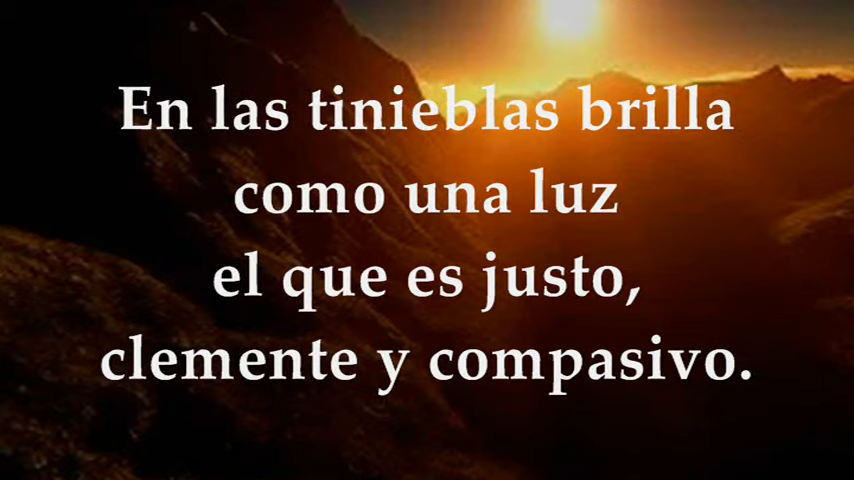 En las tinieblas brilla
como una luz
el que es justo,
clemente y compasivo.